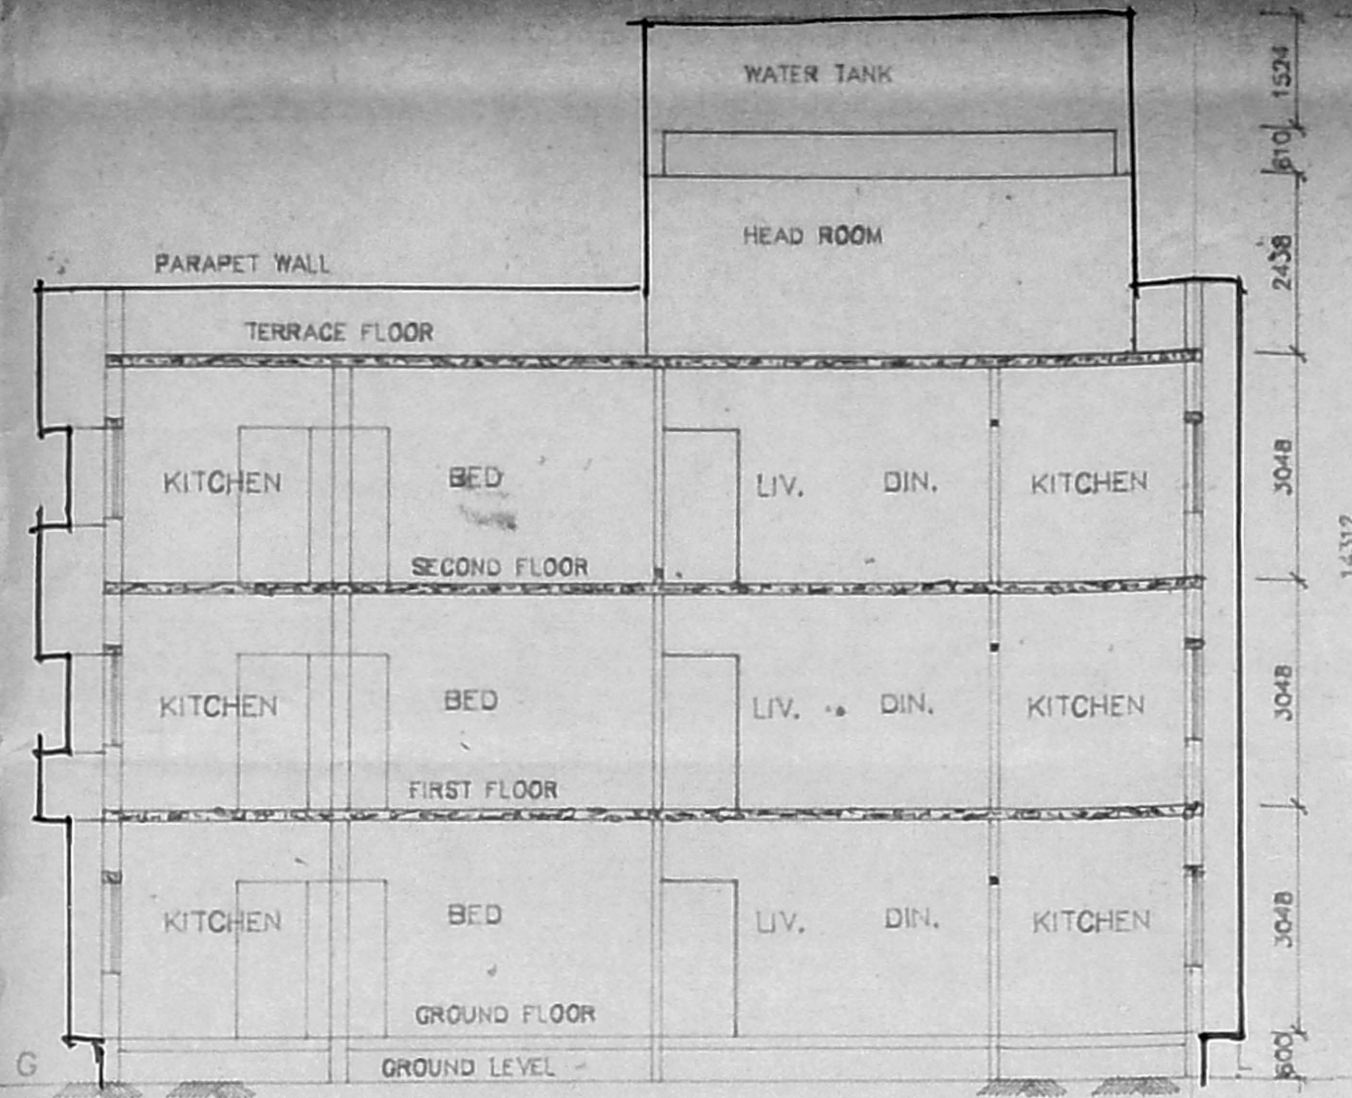 WATER TANK
1524
610
HEAD ROOM
2438
PARAPET WALL
TERRACE FLOOR
KITCHEN BED LIV. DIN. KITCHEN
3048
SECOND FLOOR
14312
KITCHEN BED LIV. DIN. KITCHEN
3048
FIRST FLOOR
KITCHEN BED LIV. DIN. KITCHEN
3048
GROUND FLOOR
G GROUND LEVEL
600